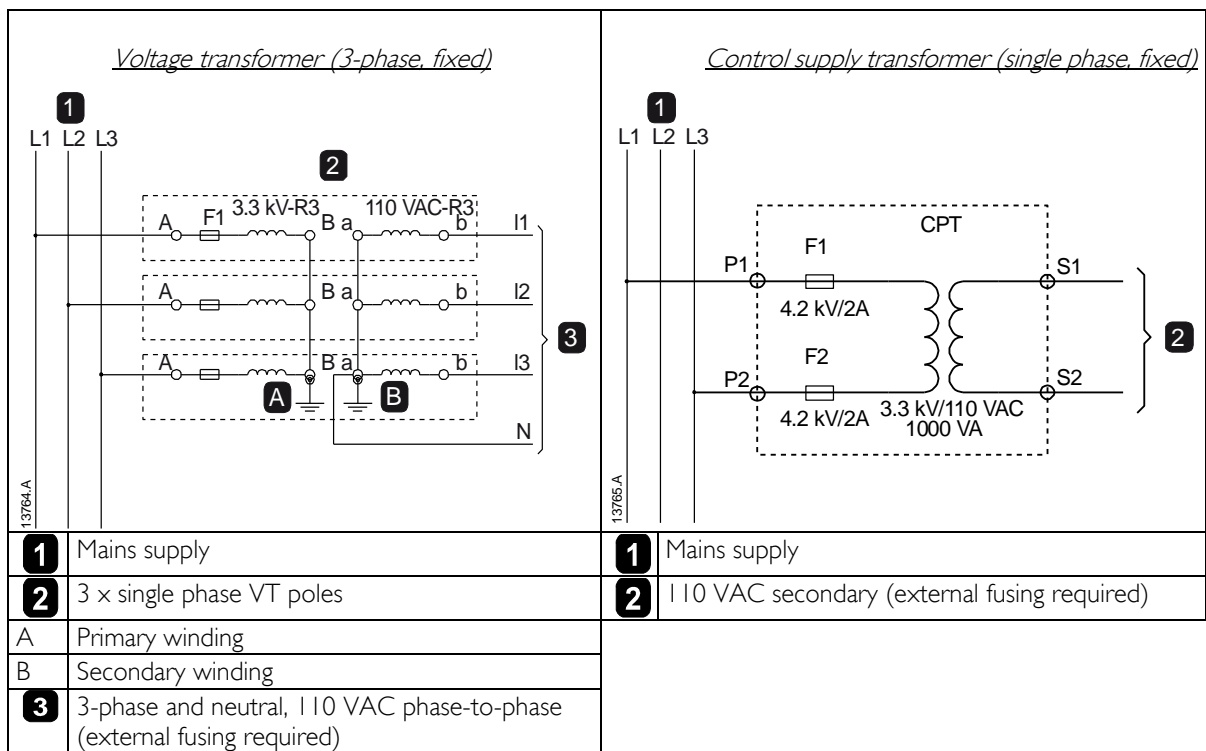 Voltage transformer (3-phase, fixed)
1
L1 L2 L3
2
A F1 3.3 kV-R3 B a 110 VAC-R3 b I1
A B a b I2
3
A B a b I3
A B
N
13764.A
Control supply transformer (single phase, fixed)
1
L1 L2 L3
CPT
F1
P1 S1
4.2 kV/2A
2
F2
P2 S2
4.2 kV/2A 3.3 kV/110 VAC
1000 VA
13765.A
1 Mains supply
2 3 x single phase VT poles
A Primary winding
B Secondary winding
3 3-phase and neutral, 110 VAC phase-to-phase
(external fusing required)
1 Mains supply
2 110 VAC secondary (external fusing required)